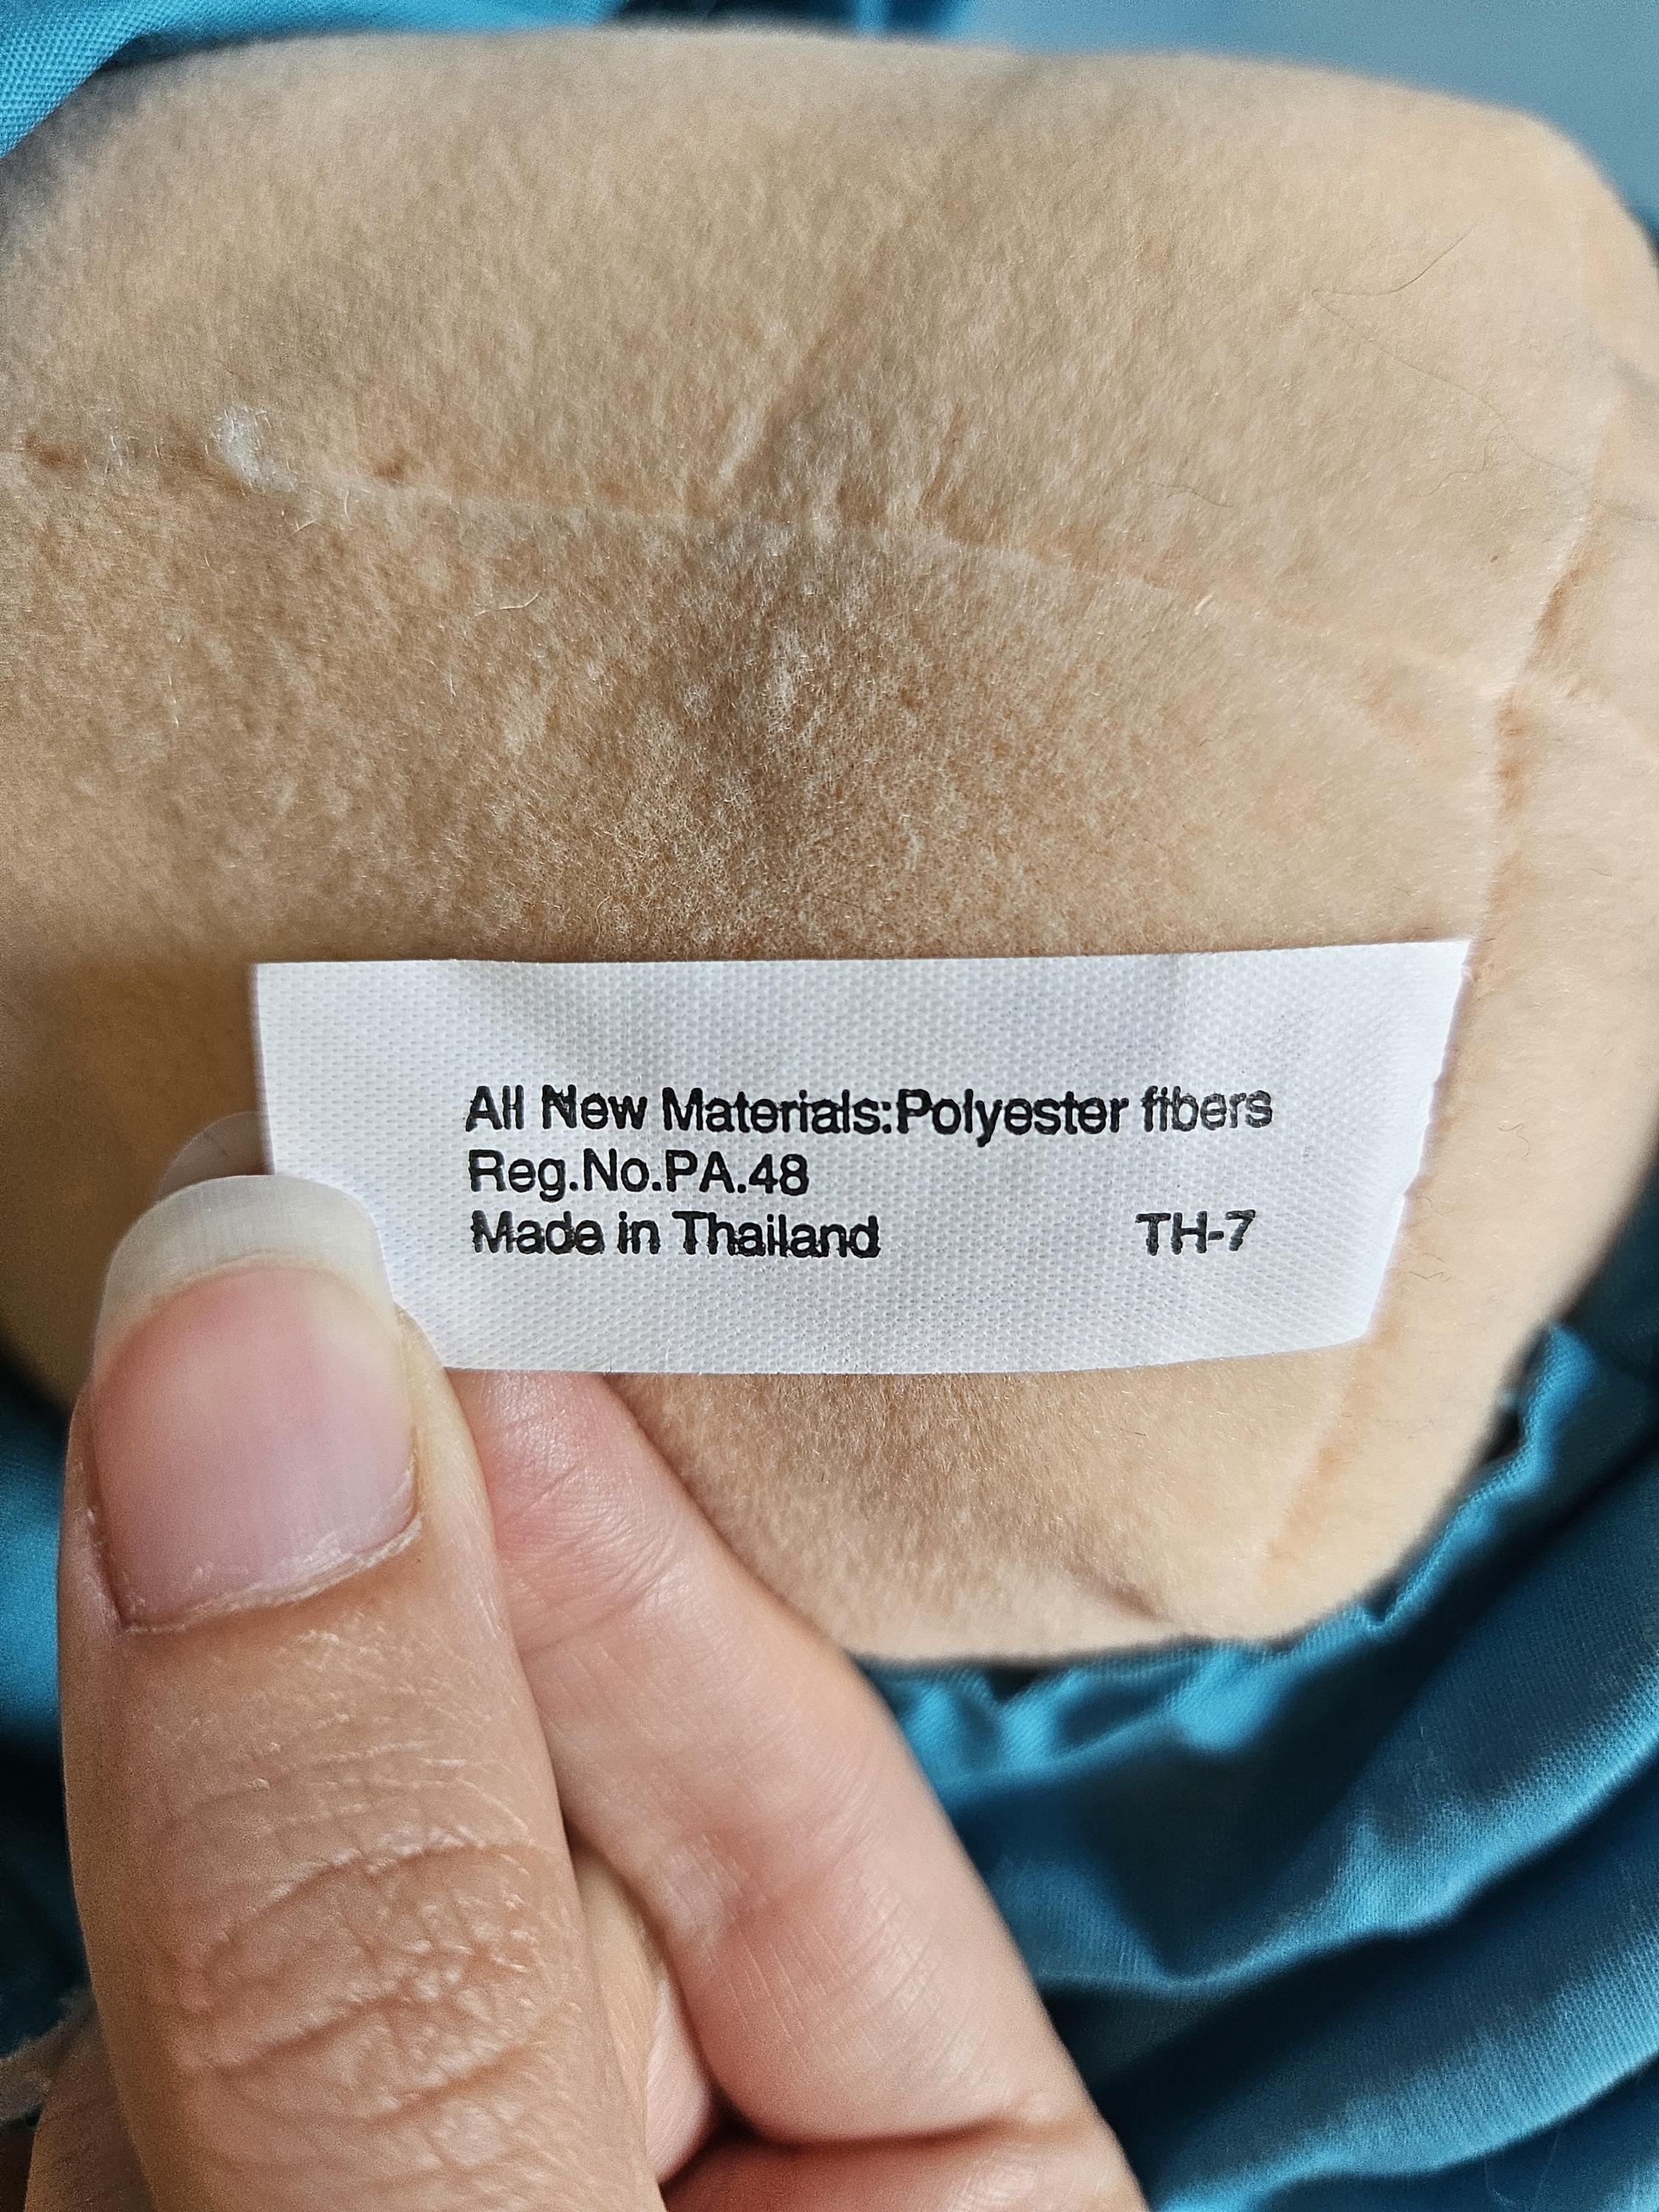 All New Materials:Polyester fibers
Reg.No.PA.48
Made in Thailand TH-7